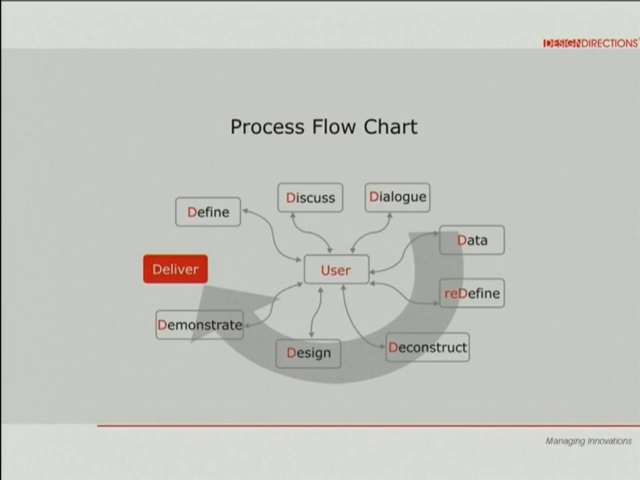 DESIGNDIRECTIONS
Process Flow Chart
Discuss
Dialogue
Define
Data
Deliver
User
reDefine
Demonstrate
Design
Deconstruct
Managing Innovations